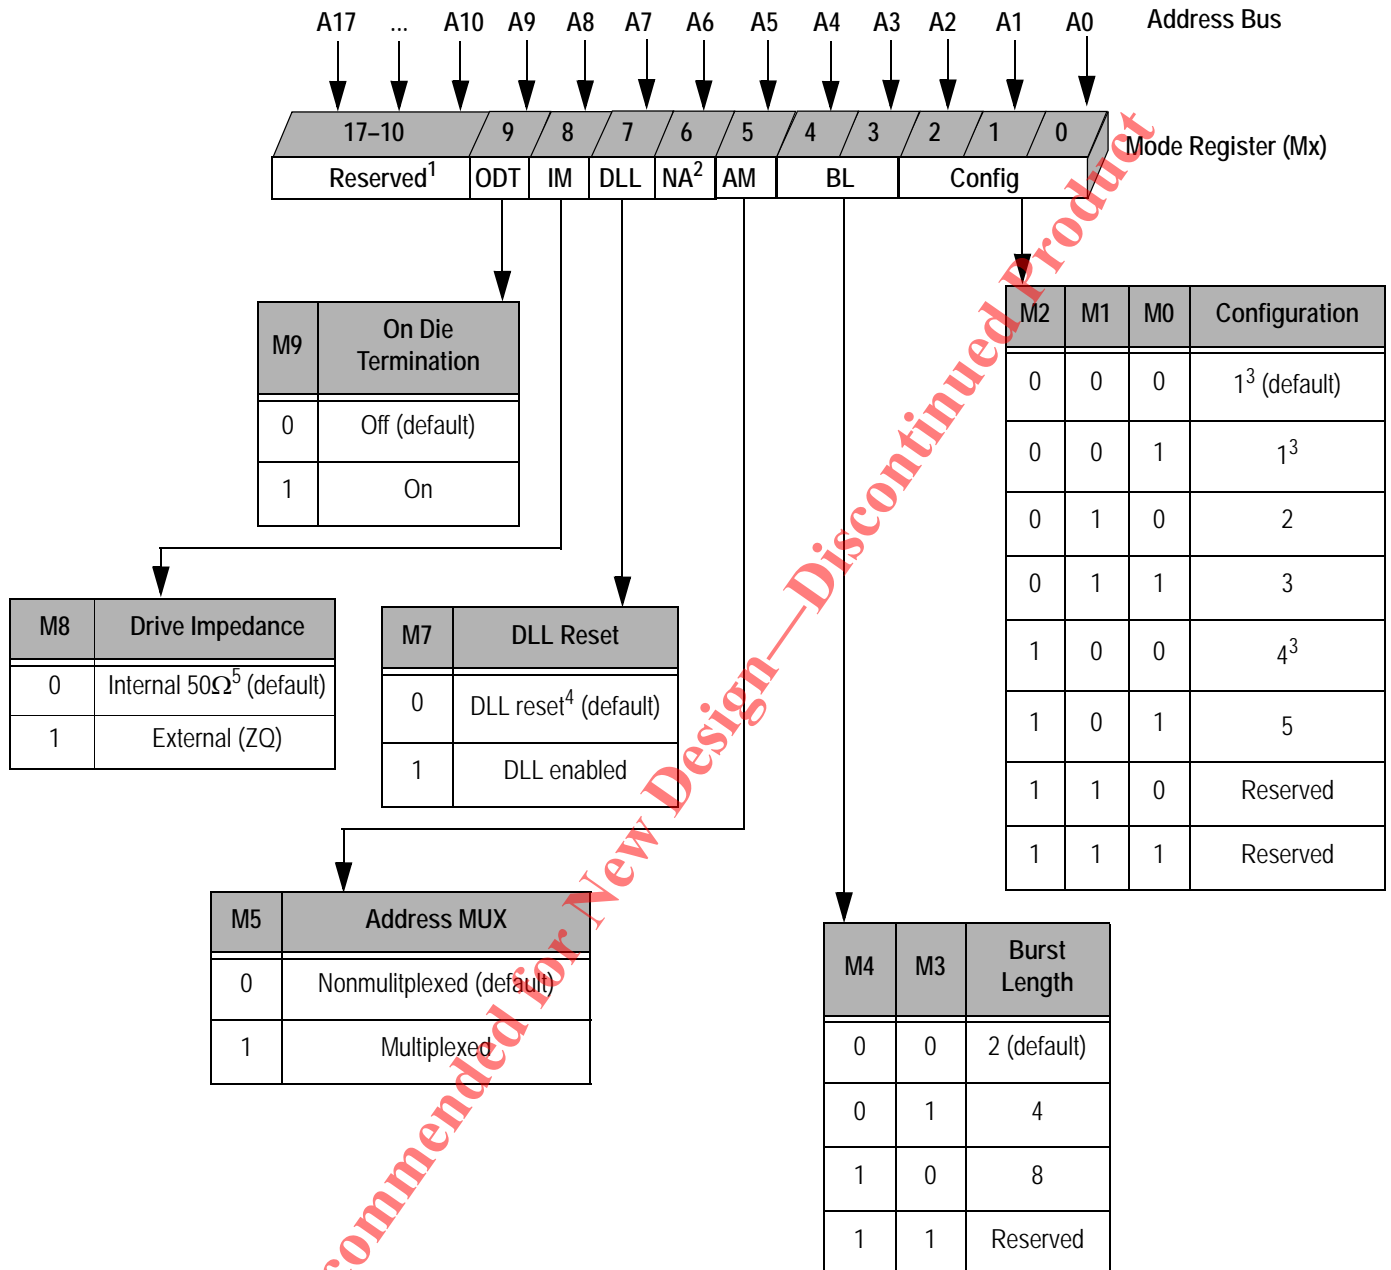 A17 ... A10 A9 A8 A7 A6 A5 A4 A3 A2 A1 A0 Address Bus
17–10 9 8 7 6 5 4 3 2 1 0
Mode Register (Mx)
Reserved1 ODT IM DLL NA2 AM BL Config
M9 On Die Termination
0 Off (default)
1 On
M2 M1 M0 Configuration
0 0 0 13 (default)
0 0 1 13
0 1 0 2
0 1 1 3
1 0 0 43
1 0 1 5
1 1 0 Reserved
1 1 1 Reserved
M8 Drive Impedance
0 Internal 50Ω5 (default)
1 External (ZQ)
M7 DLL Reset
0 DLL reset4 (default)
1 DLL enabled
M5 Address MUX
0 Nonmulitplexed (default)
1 Multiplexed
M4 M3 Burst Length
0 0 2 (default)
0 1 4
1 0 8
1 1 Reserved
commended for New Design—Discontinued Product